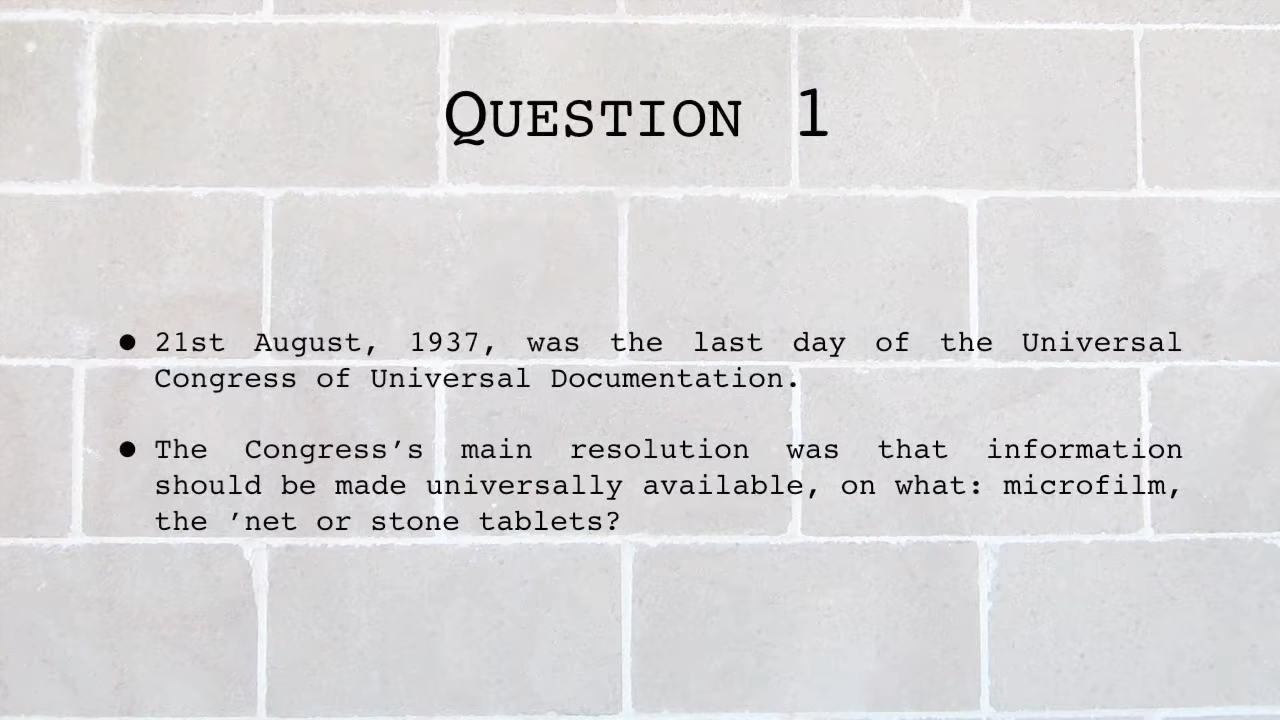 QUESTION 1
● 21st August, 1937, was the last day of the Universal
Congress of Universal Documentation.
● The Congress’s main resolution was that information
should be made universally available, on what: microfilm,
the ’net or stone tablets?